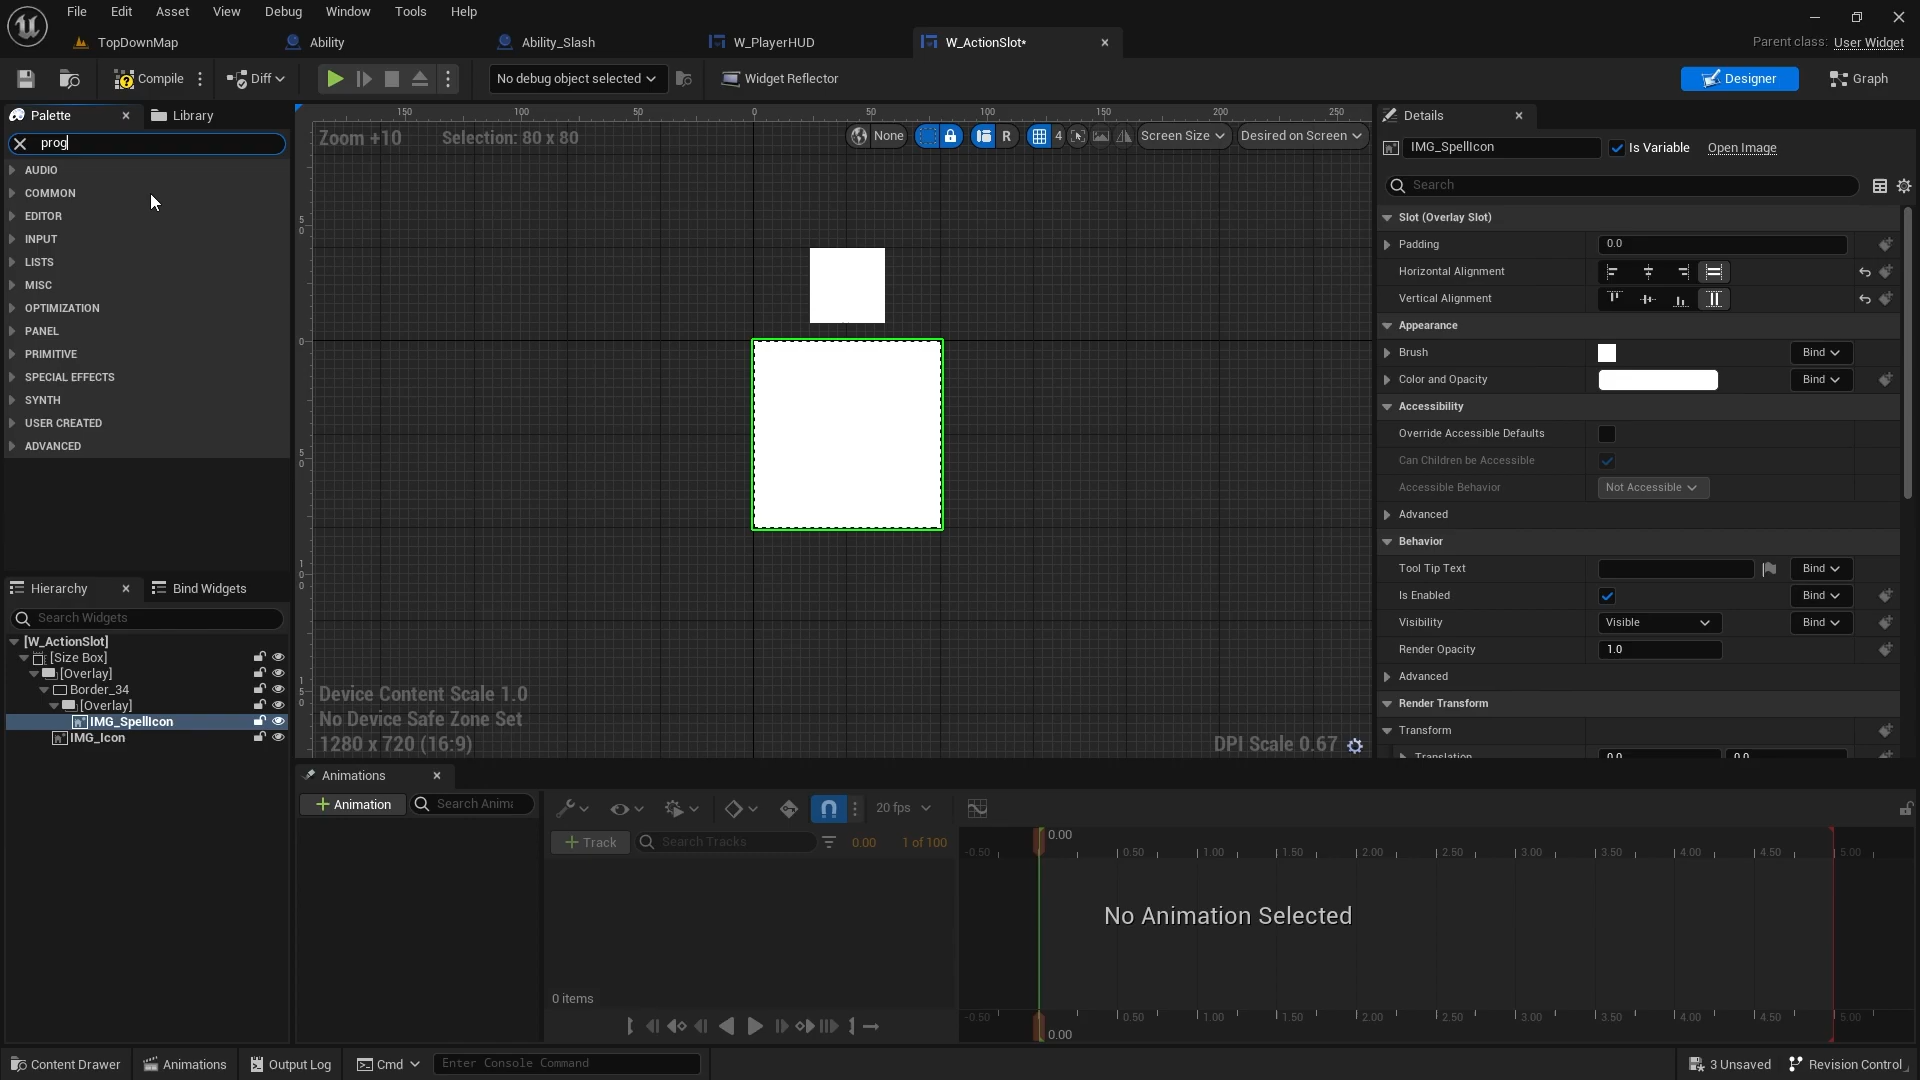 File Edit Asset View Debug Window Tools Help
TopDownMap Ability Ability_Slash W_PlayerHUD W_ActionSlot*
Parent class: User Widget
Compile Diff No debug object selected Widget Reflector Designer Graph
Palette Library
prog
AUDIO
COMMON
EDITOR
INPUT
LISTS
MISC
OPTIMIZATION
PANEL
PRIMITIVE
SPECIAL EFFECTS
SYNTH
USER CREATED
ADVANCED
Hierarchy Bind Widgets
Search Widgets
[W_ActionSlot]
[Size Box]
[Overlay]
Border_34
[Overlay]
IMG_SpellIcon
IMG_Icon
150 100 50 0 50 100 150 200 250
Zoom +10 Selection: 80 x 80
None R 4 Screen Size Desired on Screen
5
0
0
5
0
1
0
0
1
5
0
Device Content Scale 1.0
No Device Safe Zone Set
1280 x 720 (16:9)
DPI Scale 0.67
Details
IMG_SpellIcon Is Variable Open Image
Search
Slot (Overlay Slot)
Padding 0.0
Horizontal Alignment
Vertical Alignment
Appearance
Brush Bind
Color and Opacity Bind
Accessibility
Override Accessible Defaults
Can Children be Accessible
Accessible Behavior Not Accessible
Advanced
Behavior
Tool Tip Text Bind
Is Enabled Bind
Visibility Visible Bind
Render Opacity 1.0
Advanced
Render Transform
Transform
Translation 0.0 0.0
Animations
Animation Search Anima
20 fps
Track Search Tracks 0.00 1 of 100
0.00
-0.50 0.50 1.00 1.50 2.00 2.50 3.00 3.50 4.00 4.50 5.00
No Animation Selected
0 items
-0.50 0.50 1.00 1.50 2.00 2.50 3.00 3.50 4.00 4.50 5.00
0.00
Content Drawer Animations Output Log Cmd Enter Console Command 3 Unsaved Revision Control